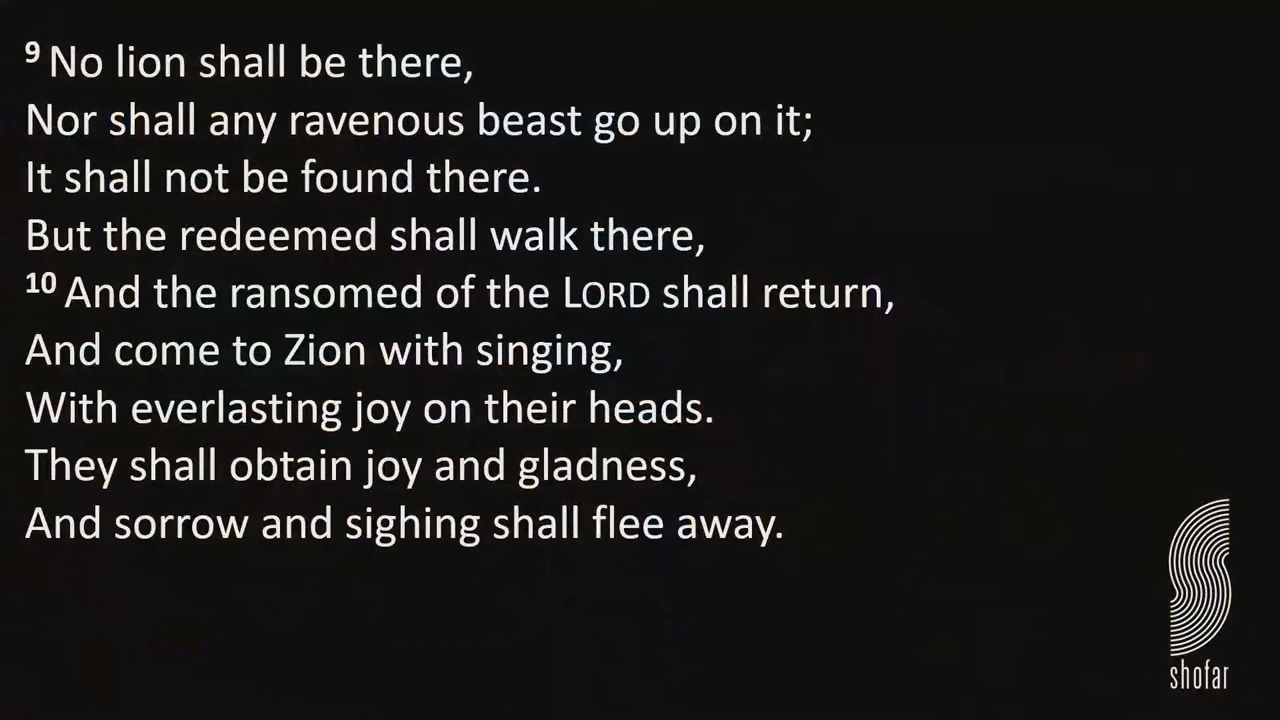 9 No lion shall be there,
Nor shall any ravenous beast go up on it;
It shall not be found there.
But the redeemed shall walk there,
10 And the ransomed of the LORD shall return,
And come to Zion with singing,
With everlasting joy on their heads.
They shall obtain joy and gladness,
And sorrow and sighing shall flee away.
shofar